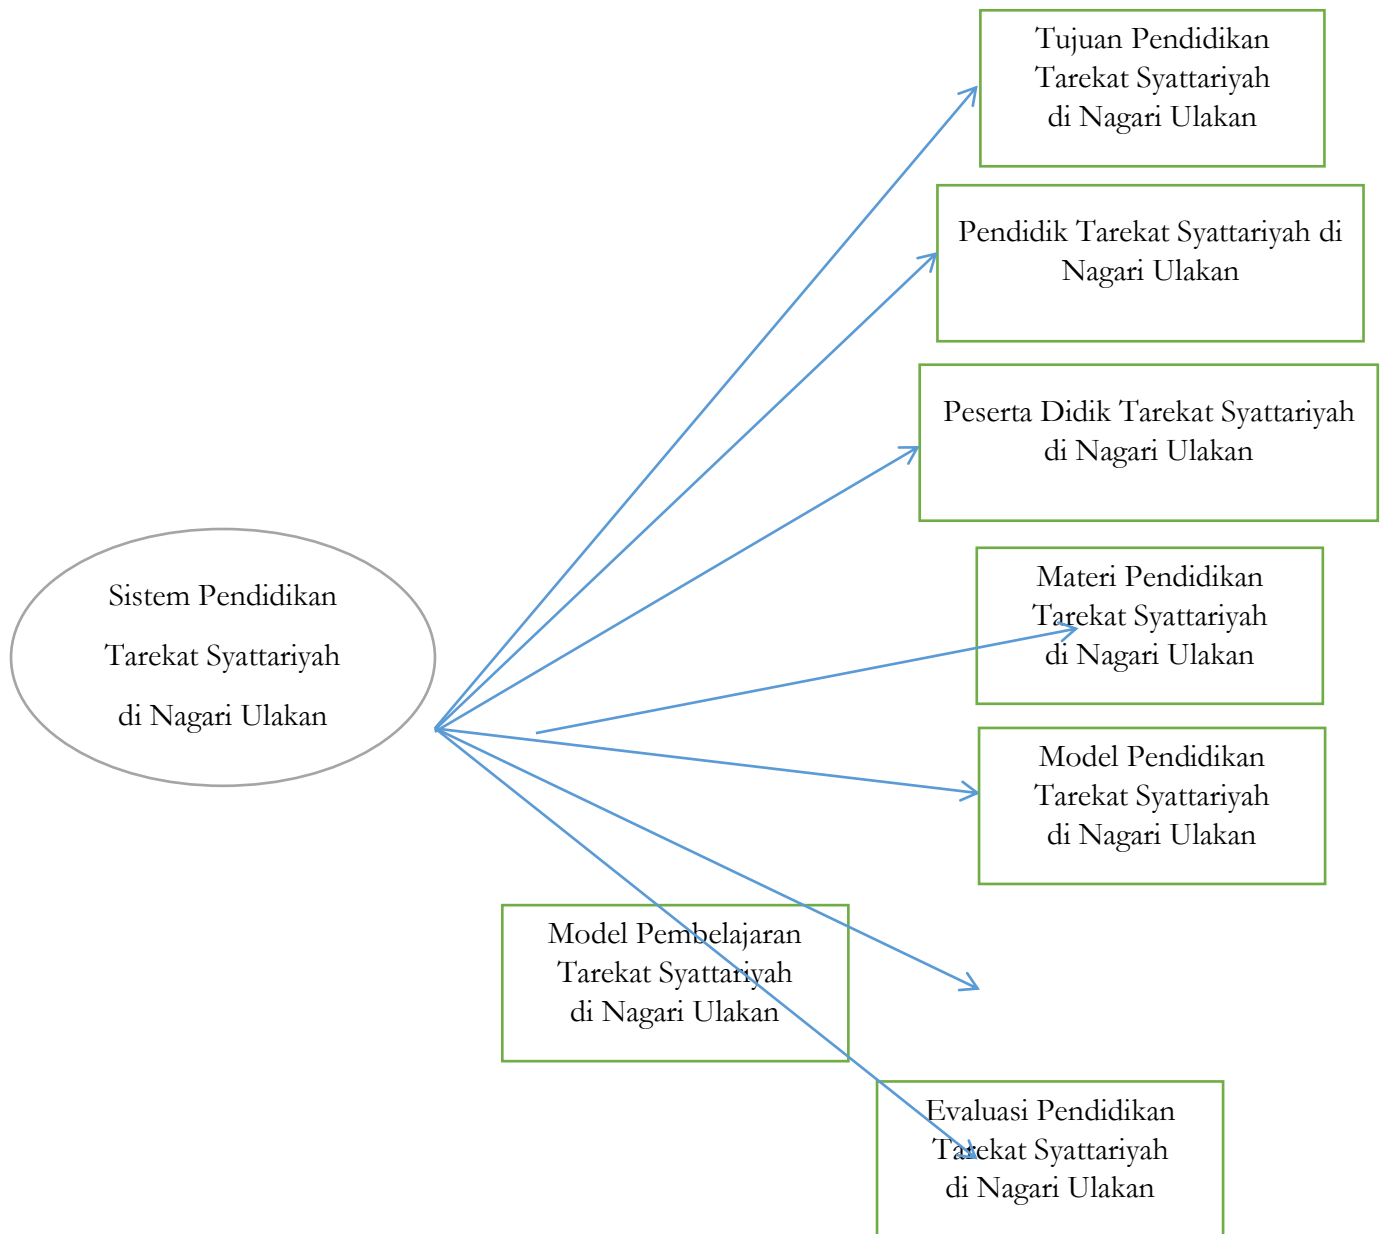 Tujuan Pendidikan
Tarekat Syattariyah
di Nagari Ulakan
Pendidik Tarekat Syattariyah di
Nagari Ulakan
Peserta Didik Tarekat Syattariyah
di Nagari Ulakan
Sistem Pendidikan
Tarekat Syattariyah
di Nagari Ulakan
Materi Pendidikan
Tarekat Syattariyah
di Nagari Ulakan
Model Pendidikan
Tarekat Syattariyah
di Nagari Ulakan
Model Pembelajaran
Tarekat Syattariyah
di Nagari Ulakan
Evaluasi Pendidikan
Tarekat Syattariyah
di Nagari Ulakan